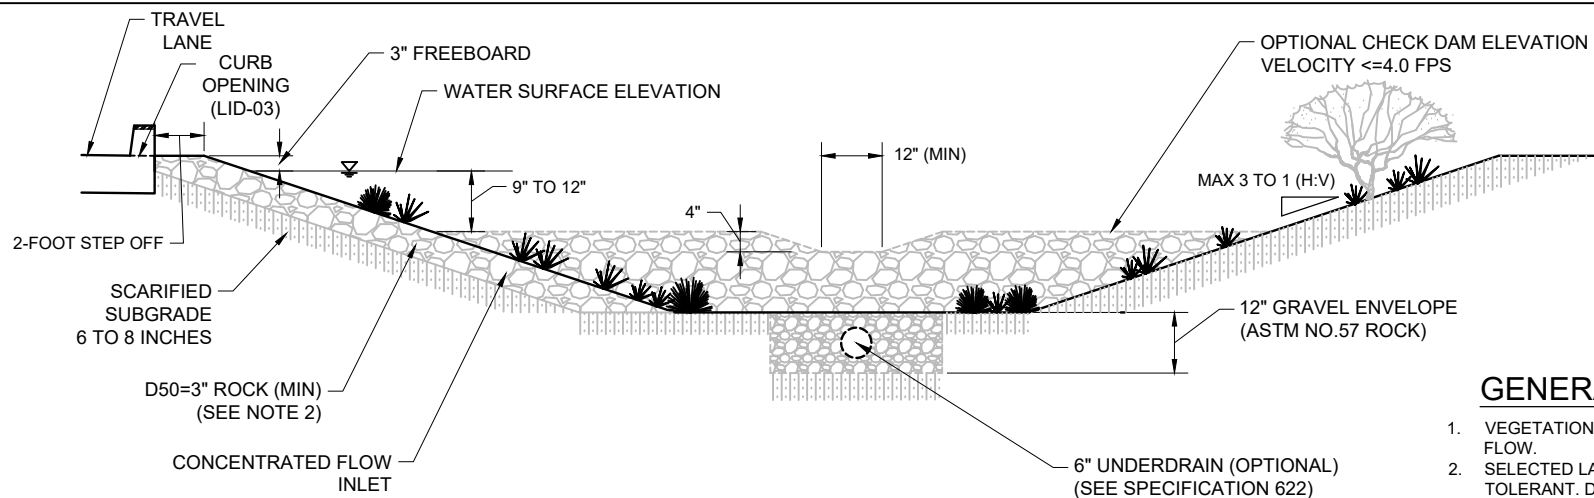 TRAVEL
LANE
CURB
OPENING
(LID-03)
3" FREEBOARD
WATER SURFACE ELEVATION
OPTIONAL CHECK DAM ELEVATION
VELOCITY <=4.0 FPS
12" (MIN)
9" TO 12"
4"
MAX 3 TO 1 (H:V)
2-FOOT STEP OFF
SCARIFIED
SUBGRADE
6 TO 8 INCHES
D50=3" ROCK (MIN)
(SEE NOTE 2)
CONCENTRATED FLOW
INLET
12" GRAVEL ENVELOPE
(ASTM NO.57 ROCK)
6" UNDERDRAIN (OPTIONAL)
(SEE SPECIFICATION 622)
1. VEGETATION
FLOW.
2. SELECTED
TOLERANT.